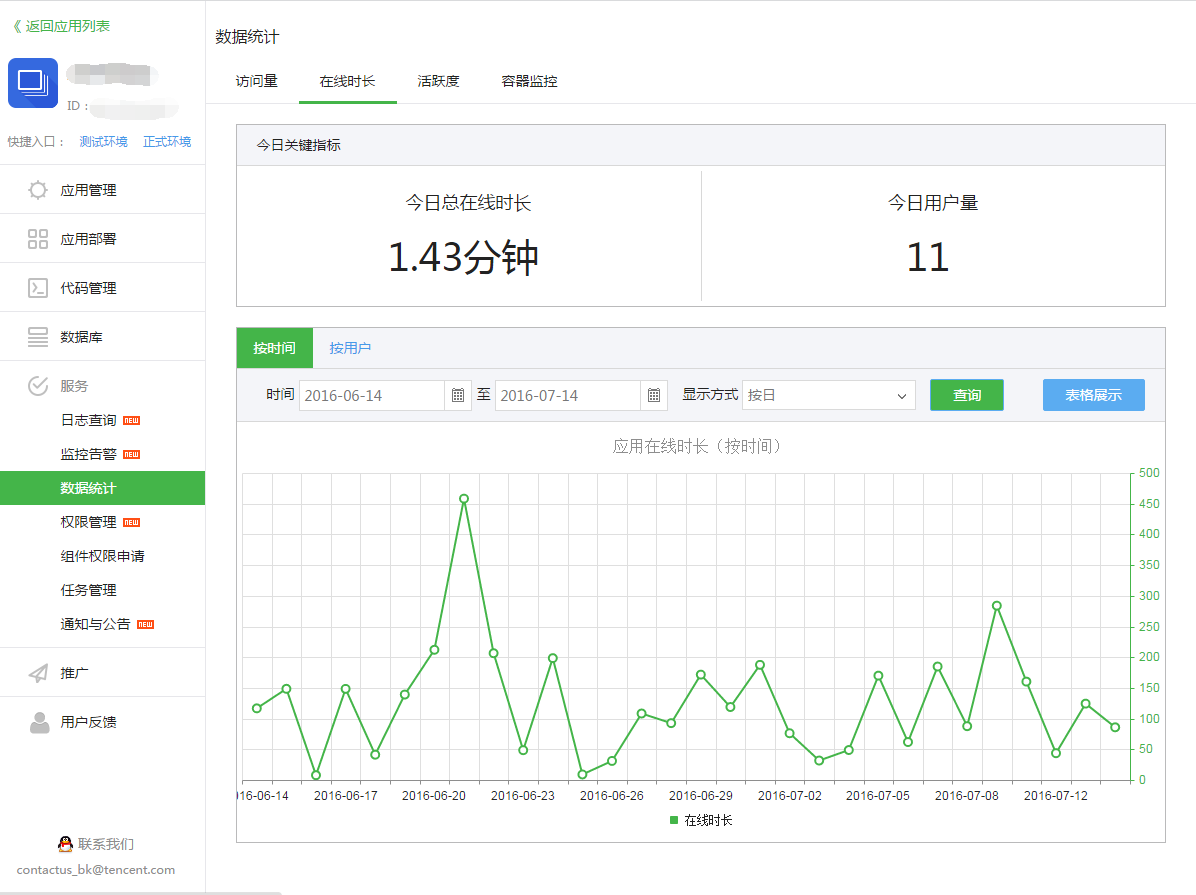 《 返回应用列表
ID：
快捷入口： 测试环境 正式环境
应用管理
应用部署
代码管理
数据库
服务
日志查询 NEW
监控告警 NEW
数据统计
权限管理 NEW
组件权限申请
任务管理
通知与公告 NEW
推广
用户反馈
联系我们
contactus_bk@tencent.com
数据统计
访问量 在线时长 活跃度 容器监控
今日关键指标
今日总在线时长
1.43分钟
今日用户量
11
按时间 按用户
时间 2016-06-14 至 2016-07-14 显示方式 按日 查询 表格展示
应用在线时长（按时间）
500
450
400
350
300
250
200
150
100
50
0
16-06-14 2016-06-17 2016-06-20 2016-06-23 2016-06-26 2016-06-29 2016-07-02 2016-07-05 2016-07-08 2016-07-12
在线时长